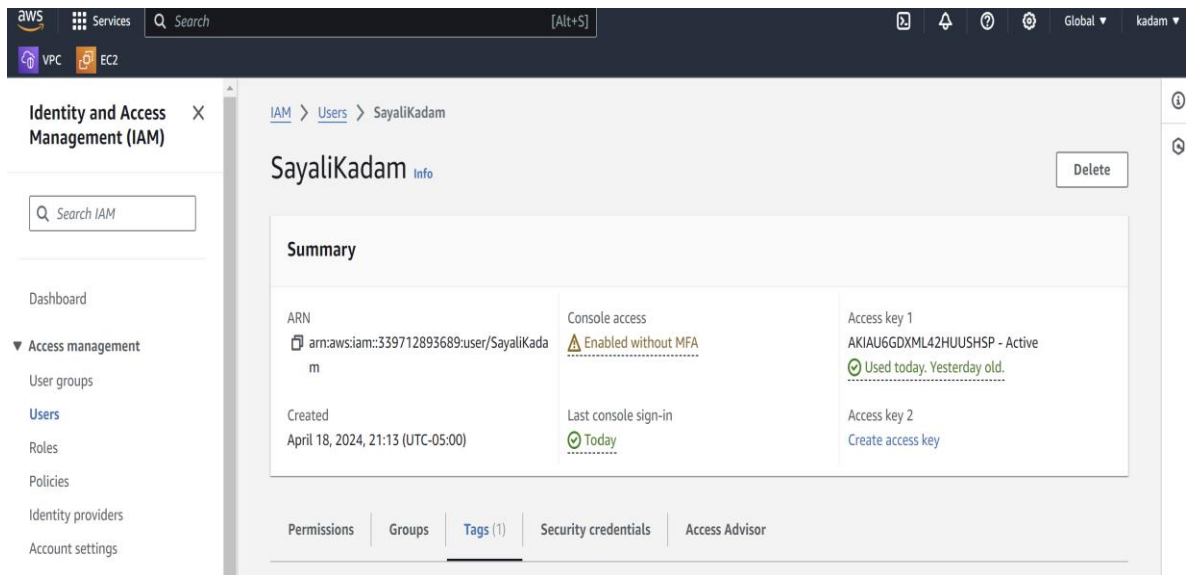 aws Services Search [Alt+S] Global kadam
VPC EC2
Identity and Access
Management (IAM)
Search IAM
Dashboard
Access management
User groups
Users
Roles
Policies
Identity providers
Account settings
IAM > Users > SayaliKadam
SayaliKadam Info
Delete
Summary
ARN
arn:aws:iam::339712893689:user/SayaliKada
m
Console access
Enabled without MFA
Access key 1
AKIAU6GDXML42HUUSHSP - Active
Used today. Yesterday old.
Created
April 18, 2024, 21:13 (UTC-05:00)
Last console sign-in
Today
Access key 2
Create access key
Permissions Groups Tags (1) Security credentials Access Advisor